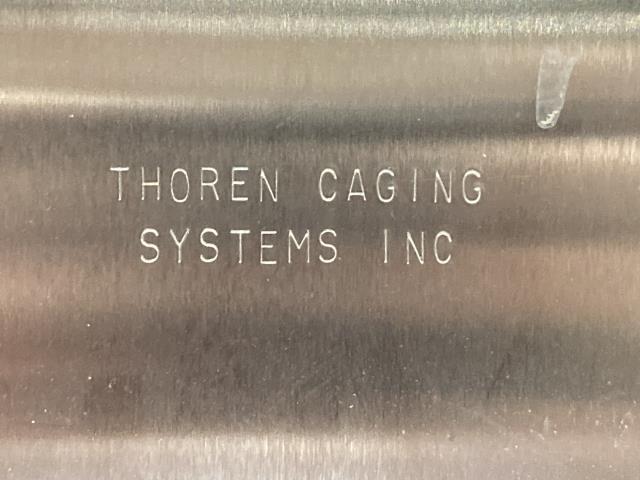 THOREN CAGING
SYSTEMS INC